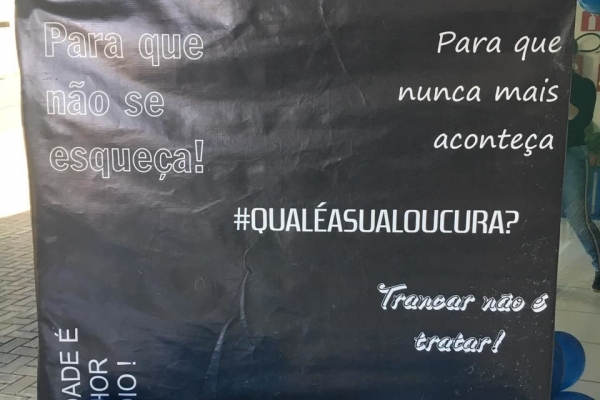 Para que
não se
esqueça!
Para que
nunca mais
aconteça
#QUALÉASUALOUCURA?
Trancar não é
tratar!